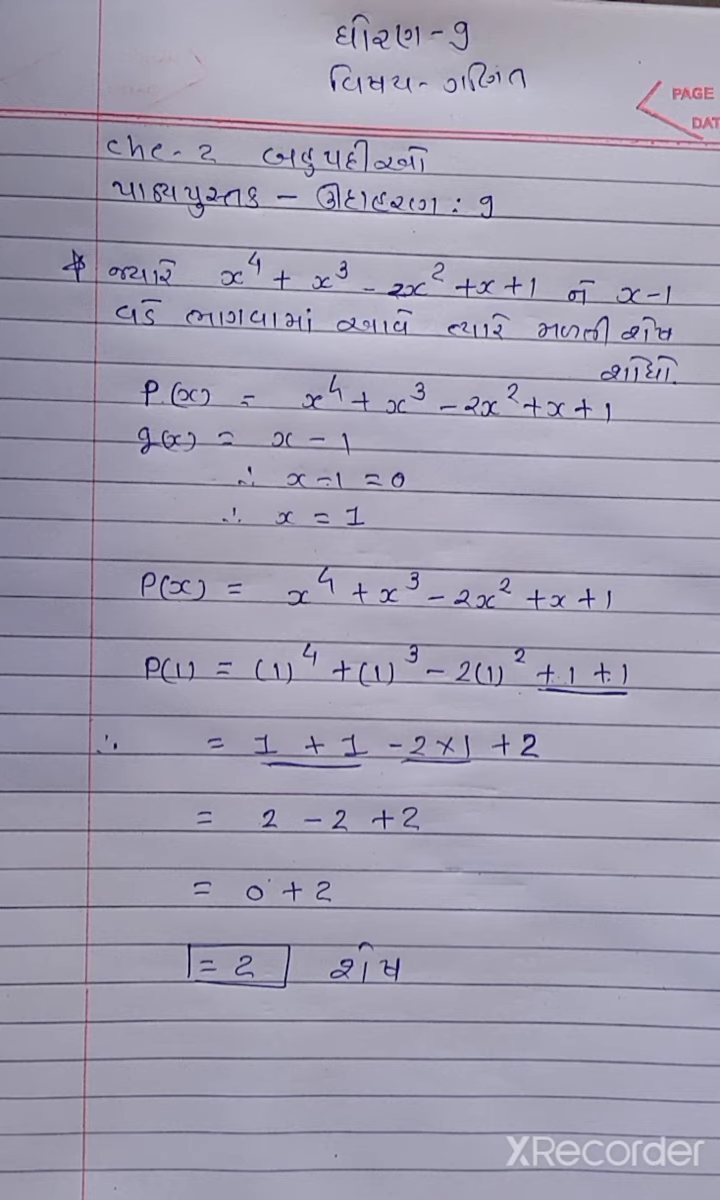 ધોરણ - 9
વિષય - ગણિત
PAGE
DAT
che - 2 બહુપદીઓ
પાઠ્યપુસ્તક - ઉદાહરણ : 9
* જ્યારે x⁴ + x³ - 2x² + x + 1 ને x - 1
વડે ભાગવામાં આવે ત્યારે મળતી શેષ
શોધો.
P(x) = x⁴ + x³ - 2x² + x + 1
g(x) = x - 1
∴ x - 1 = 0
∴ x = 1
P(x) = x⁴ + x³ - 2x² + x + 1
P(1) = (1)⁴ + (1)³ - 2(1)² + 1 + 1
∴ = 1 + 1 - 2 × 1 + 2
= 2 - 2 + 2
= 0 + 2
= 2 શેષ
XRecorder